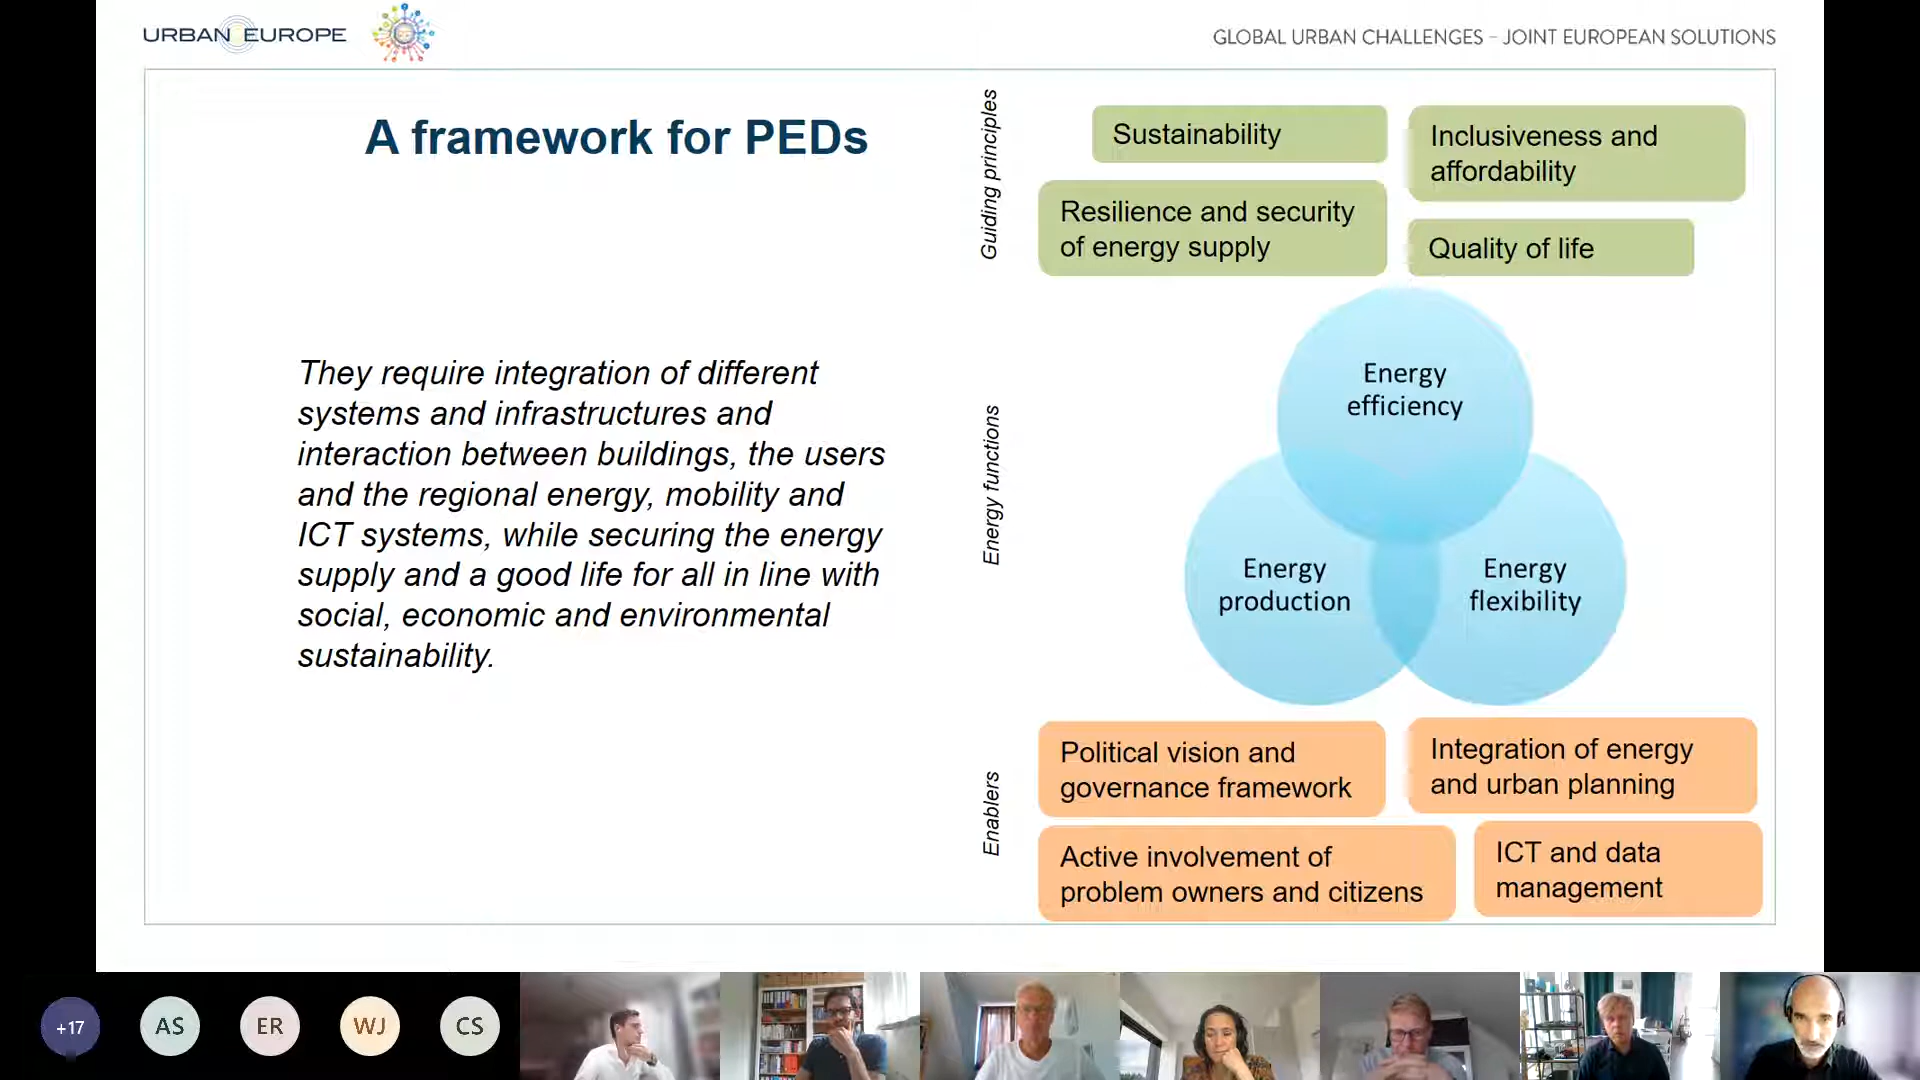 URBAN EUROPE
GLOBAL URBAN CHALLENGES – JOINT EUROPEAN SOLUTIONS
A framework for PEDs
They require integration of different
systems and infrastructures and
interaction between buildings, the users
and the regional energy, mobility and
ICT systems, while securing the energy
supply and a good life for all in line with
social, economic and environmental
sustainability.
Guiding principles
Sustainability
Inclusiveness and
affordability
Resilience and security
of energy supply
Quality of life
Energy functions
Energy
efficiency
Energy
production
Energy
flexibility
Enablers
Political vision and
governance framework
Integration of energy
and urban planning
Active involvement of
problem owners and citizens
ICT and data
management
+17
AS
ER
WJ
CS